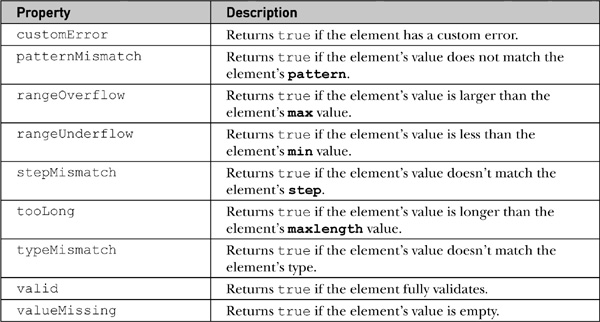 Property Description
customError Returns true if the element has a custom error.
patternMismatch Returns true if the element’s value does not match the
element’s pattern.
rangeOverflow Returns true if the element’s value is larger than the
element’s max value.
rangeUnderflow Returns true if the element’s value is less than the
element’s min value.
stepMismatch Returns true if the element’s value doesn’t match the
element’s step.
tooLong Returns true if the element’s value is longer than the
element’s maxlength value.
typeMismatch Returns true if the element’s value doesn’t match the
element’s type.
valid Returns true if the element fully validates.
valueMissing Returns true if the element’s value is empty.